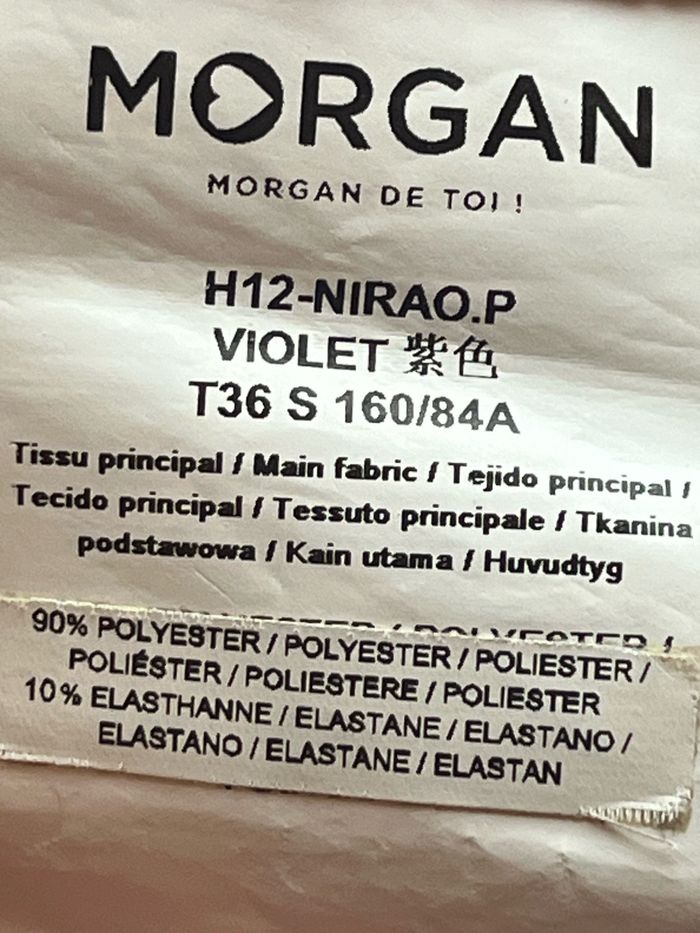 MORGAN
MORGAN DE TOI !
H12-NIRAO.P
VIOLET 紫色
T36 S 160/84A
Tissu principal / Main fabric / Tejido principal /
Tecido principal / Tessuto principale / Tkanina
podstawowa / Kain utama / Huvudtyg
90% POLYESTER / POLYESTER / POLIESTER /
POLIÉSTER / POLIESTERE / POLIESTER
10% ELASTHANNE / ELASTANE / ELASTANO /
ELASTANO / ELASTANE / ELASTAN